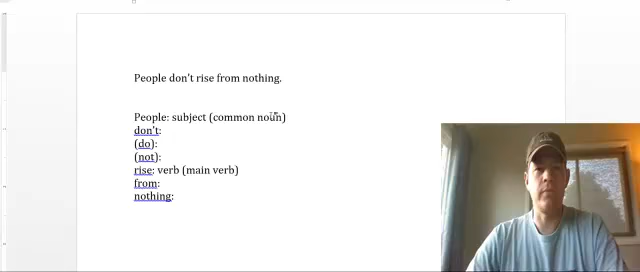 People don't rise from nothing.
People: subject (common noun)
don't:
(do):
(not):
rise: verb (main verb)
from:
nothing: